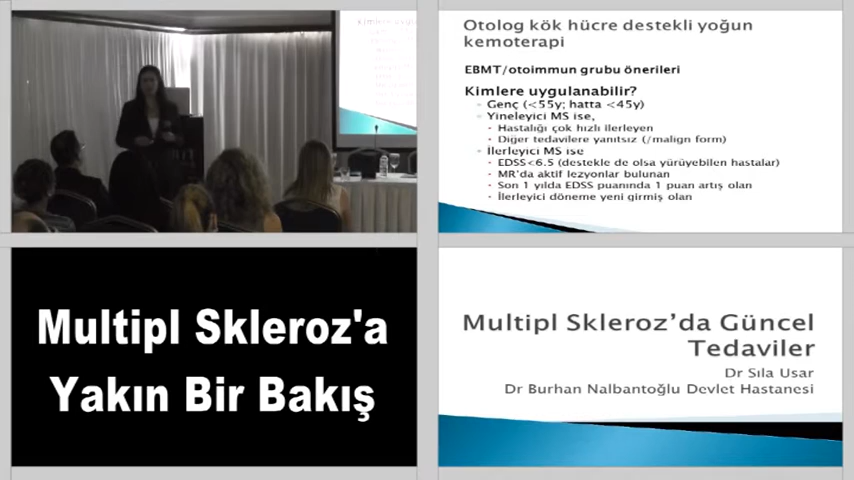 Otolog kök hücre destekli yoğun
kemoterapi
EBMT/otoimmun grubu önerileri
Kimlere uygulanabilir?
Genç (<55y; hatta <45y)
Yineleyici MS ise,
Hastalığı çok hızlı ilerleyen
Diğer tedavilere yanıtsız (/malign form)
İlerleyici MS ise
EDSS<6.5 (destekle de olsa yürüyebilen hastalar)
MR'da aktif lezyonlar bulunan
Son 1 yılda EDSS puanında 1 puan artış olan
İlerleyici döneme yeni girmiş olan
Multipl Skleroz'a
Yakın Bir Bakış
Multipl Skleroz'da Güncel
Tedaviler
Dr Sıla Usar
Dr Burhan Nalbantoğlu Devlet Hastanesi